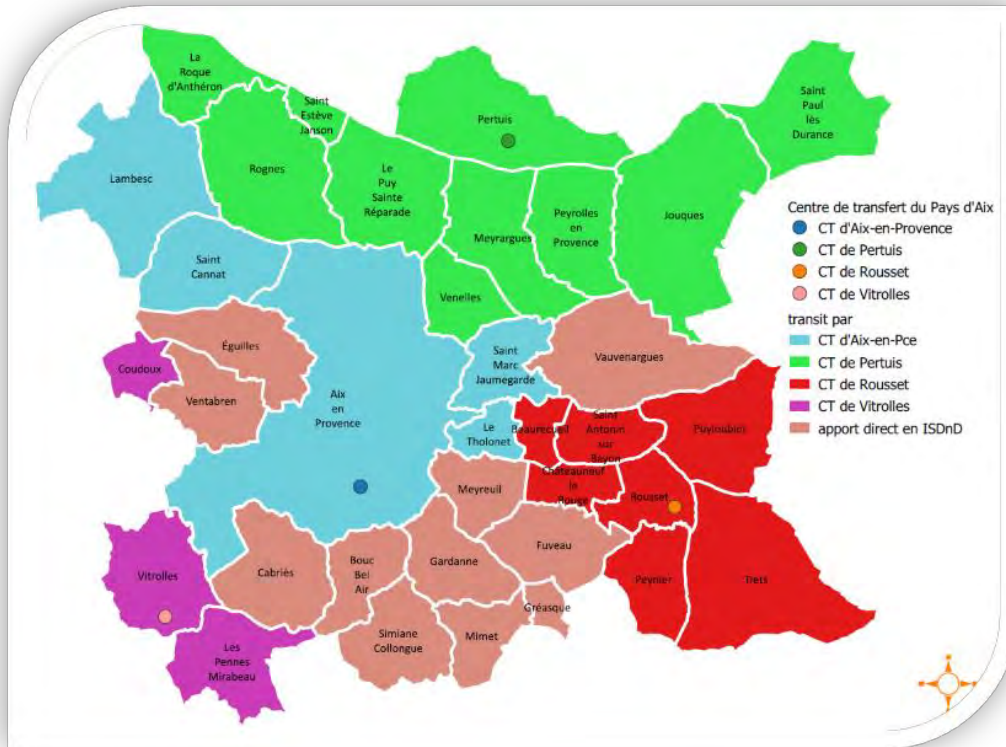 La
Roque
d'Anthéron
Saint
Estève
Janson
Pertuis
Saint
Paul
lès
Durance
Lambesc
Rognes
Le
Puy
Sainte
Réparade
Meyrargues
Peyrolles
en
Provence
Jouques
Saint
Cannat
Venelles
Éguilles
Coudoux
Ventabren
Aix
en
Provence
Saint
Marc
Jaumegarde
Vauvenargues
Le
Tholonet
Beaurecueil
Saint
Antonin
sur
Bayon
Puyloubier
Châteauneuf
le
Rouge
Rousset
Meyreuil
Fuveau
Gardanne
Bouc
Bel
Air
Cabriès
Vitrolles
Peynier
Trets
Gréasque
Mimet
Simiane
Collongue
Les
Pennes
Mirabeau
Centre de transfert du Pays d'Aix
CT d'Aix-en-Provence
CT de Pertuis
CT de Rousset
CT de Vitrolles
transit par
CT d'Aix-en-Pce
CT de Pertuis
CT de Rousset
CT de Vitrolles
apport direct en ISDnD